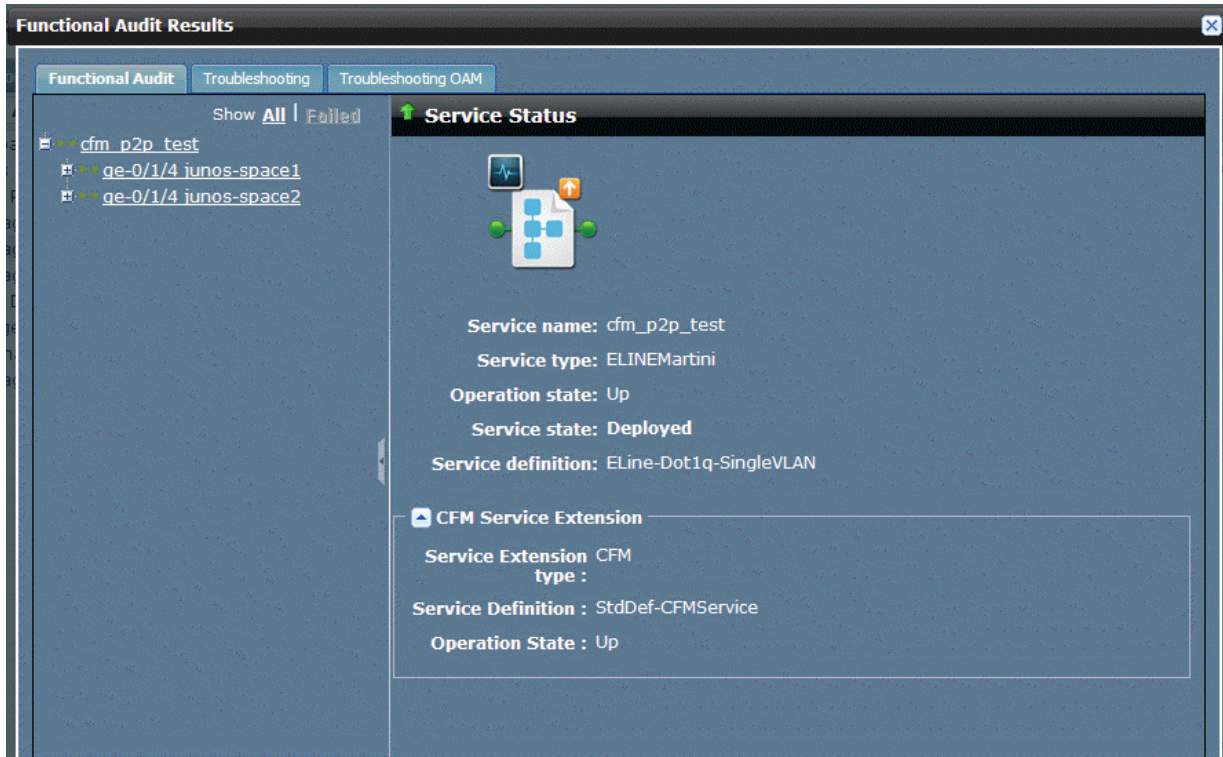 Functional Audit Results
Functional Audit
Troubleshooting
Troubleshooting OAM
Show All | Failed
cfm_p2p_test
ge-0/1/4 junos-space1
ge-0/1/4 junos-space2
Service Status
Service name: cfm_p2p_test
Service type: ELINEMartini
Operation state: Up
Service state: Deployed
Service definition: ELine-Dot1q-SingleVLAN
CFM Service Extension
Service Extension CFM
type :
Service Definition : StdDef-CFMService
Operation State : Up